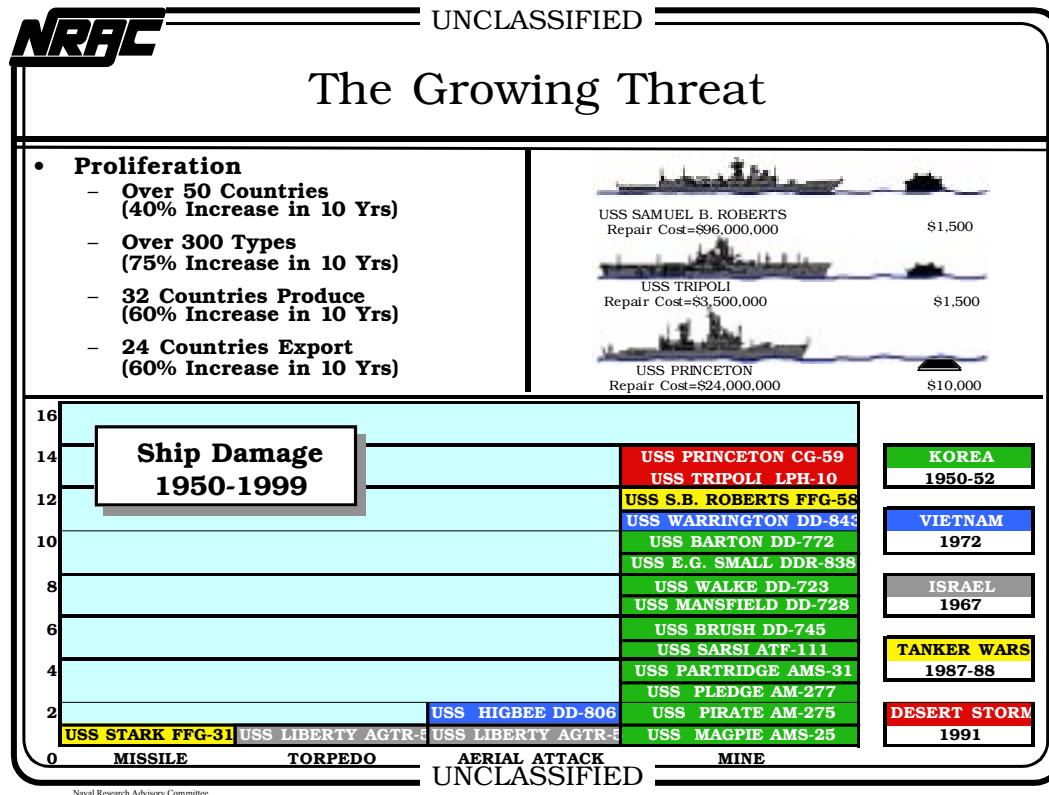 UNCLASSIFIED
NRAC
The Growing Threat
• Proliferation
– Over 50 Countries
(40% Increase in 10 Yrs)
– Over 300 Types
(75% Increase in 10 Yrs)
– 32 Countries Produce
(60% Increase in 10 Yrs)
– 24 Countries Export
(60% Increase in 10 Yrs)
USS SAMUEL B. ROBERTS
Repair Cost=$96,000,000
$1,500
USS TRIPOLI
Repair Cost=$3,500,000
$1,500
USS PRINCETON
Repair Cost=$24,000,000
$10,000
Ship Damage
1950-1999
16
14
12
10
8
6
4
2
0
USS PRINCETON CG-59
USS TRIPOLI LPH-10
USS S.B. ROBERTS FFG-58
USS WARRINGTON DD-843
USS BARTON DD-772
USS E.G. SMALL DDR-838
USS WALKE DD-723
USS MANSFIELD DD-728
USS BRUSH DD-745
USS SARSI ATF-111
USS PARTRIDGE AMS-31
USS PLEDGE AM-277
USS HIGBEE DD-806
USS PIRATE AM-275
USS STARK FFG-31
USS LIBERTY AGTR-5
USS LIBERTY AGTR-5
USS MAGPIE AMS-25
MISSILE
TORPEDO
AERIAL ATTACK
MINE
KOREA
1950-52
VIETNAM
1972
ISRAEL
1967
TANKER WARS
1987-88
DESERT STORM
1991
UNCLASSIFIED
Naval Research Advisory Committee